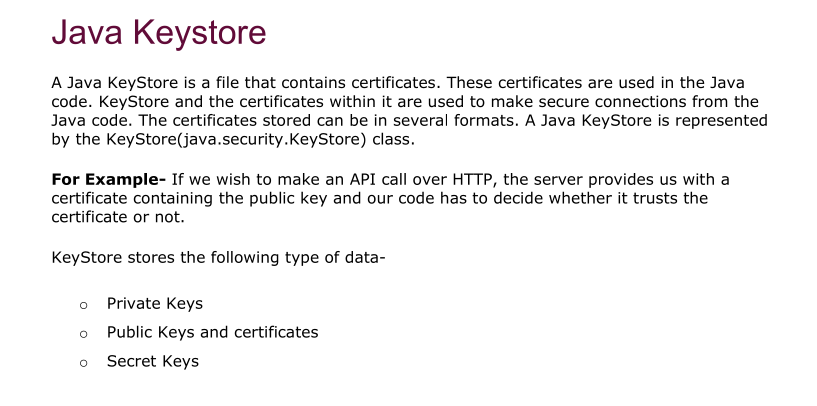 Java Keystore
A Java KeyStore is a file that contains certificates. These certificates are used in the Java
code. KeyStore and the certificates within it are used to make secure connections from the
Java code. The certificates stored can be in several formats. A Java KeyStore is represented
by the KeyStore(java.security.KeyStore) class.
For Example- If we wish to make an API call over HTTP, the server provides us with a
certificate containing the public key and our code has to decide whether it trusts the
certificate or not.
KeyStore stores the following type of data-
o Private Keys
o Public Keys and certificates
o Secret Keys